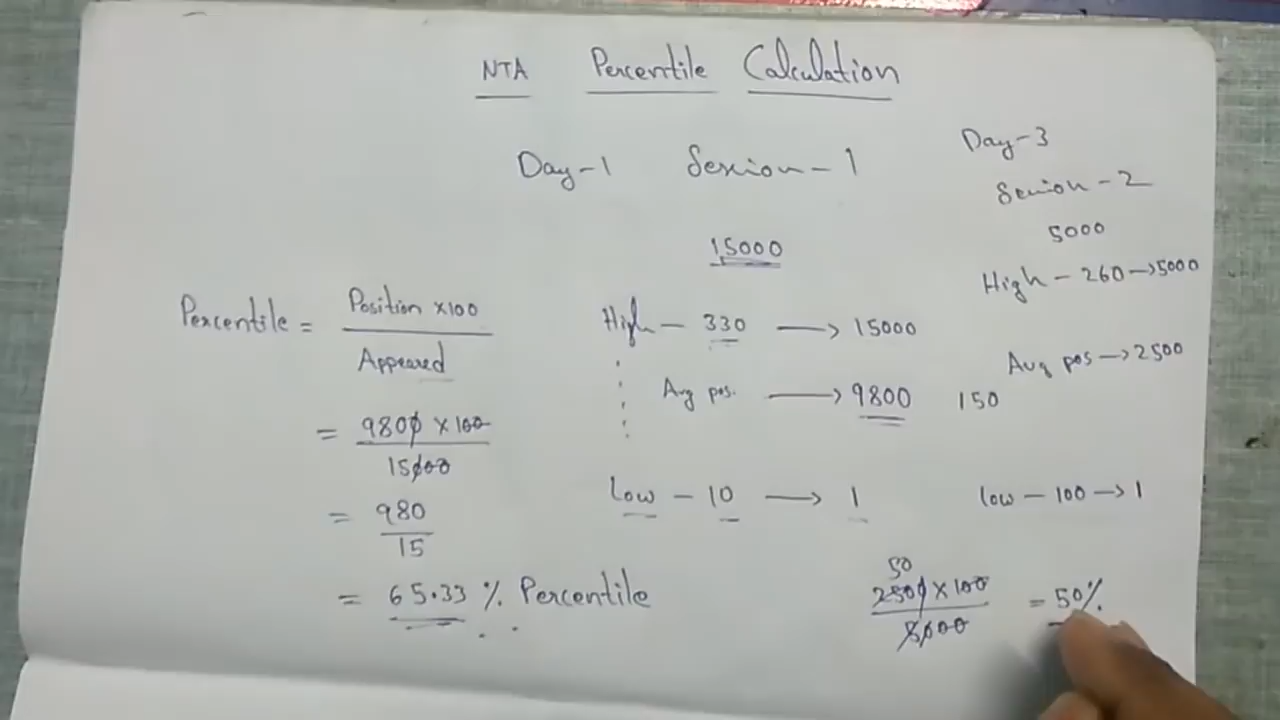 NTA Percentile Calculation
Day-1 Session-1
15000
Percentile = Position x100
Appeared
= 9800 x 100
15000
= 980
15
= 65.33 % Percentile
High - 330 → 15000
Avg pos. → 9800 150
Low - 10 → 1
Day-3
Session-2
5000
High - 260 → 5000
Avg pos → 2500
low - 100 → 1
50
2500 x 100 = 50%
5000